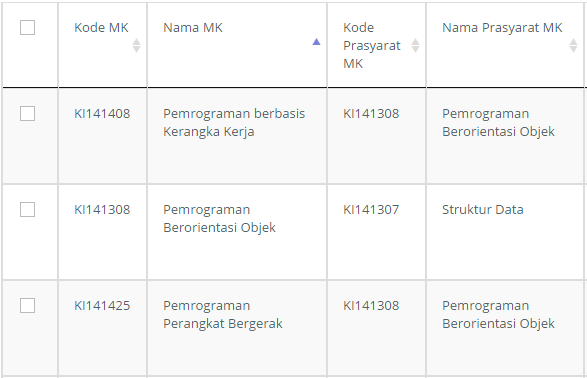 Kode MK
Nama MK
Kode
Prasyarat
MK
Nama Prasyarat MK
KI141408
Pemrograman berbasis
Kerangka Kerja
KI141308
Pemrograman
Berorientasi Objek
KI141308
Pemrograman
Berorientasi Objek
KI141307
Struktur Data
KI141425
Pemrograman
Perangkat Bergerak
KI141308
Pemrograman
Berorientasi Objek